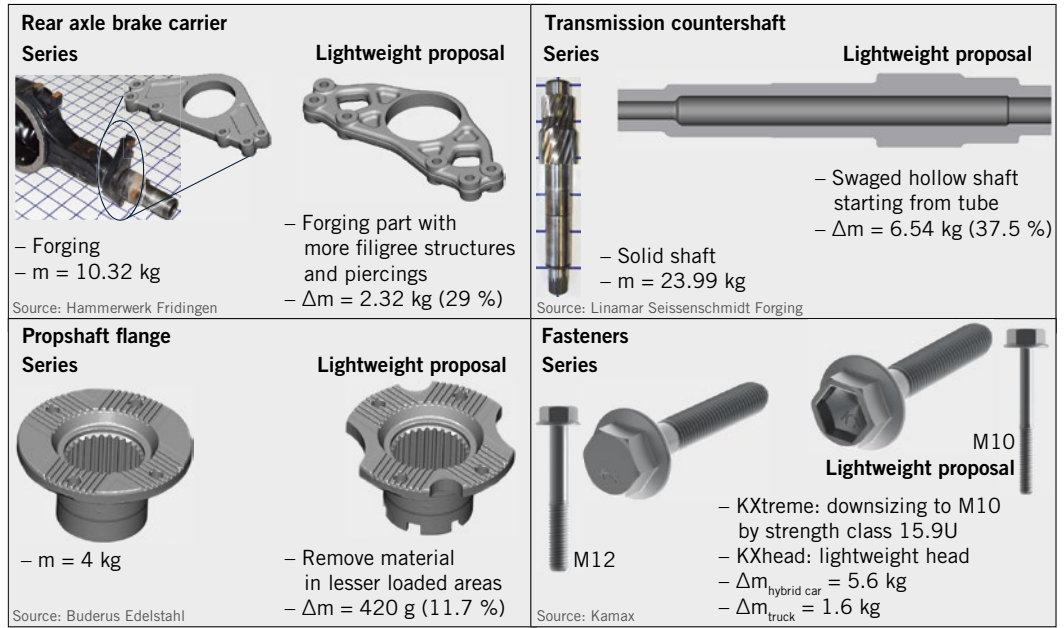 Rear axle brake carrier
Series
Lightweight proposal
– Forging
– m = 10.32 kg
– Forging part with
more filigree structures
and piercings
– Δm = 2.32 kg (29 %)
Source: Hammerwerk Fridingen
Transmission countershaft
Series
Lightweight proposal
– Swaged hollow shaft
starting from tube
– Δm = 6.54 kg (37.5 %)
– Solid shaft
– m = 23.99 kg
Source: Linamar Seissenschmidt Forging
Propshaft flange
Series
Lightweight proposal
– m = 4 kg
– Remove material
in lesser loaded areas
– Δm = 420 g (11.7 %)
Source: Buderus Edelstahl
Fasteners
Series
M10
Lightweight proposal
– KXtreme: downsizing to M10
by strength class 15.9U
– KXhead: lightweight head
– Δm hybrid car = 5.6 kg
– Δm truck = 1.6 kg
M12
Source: Kamax